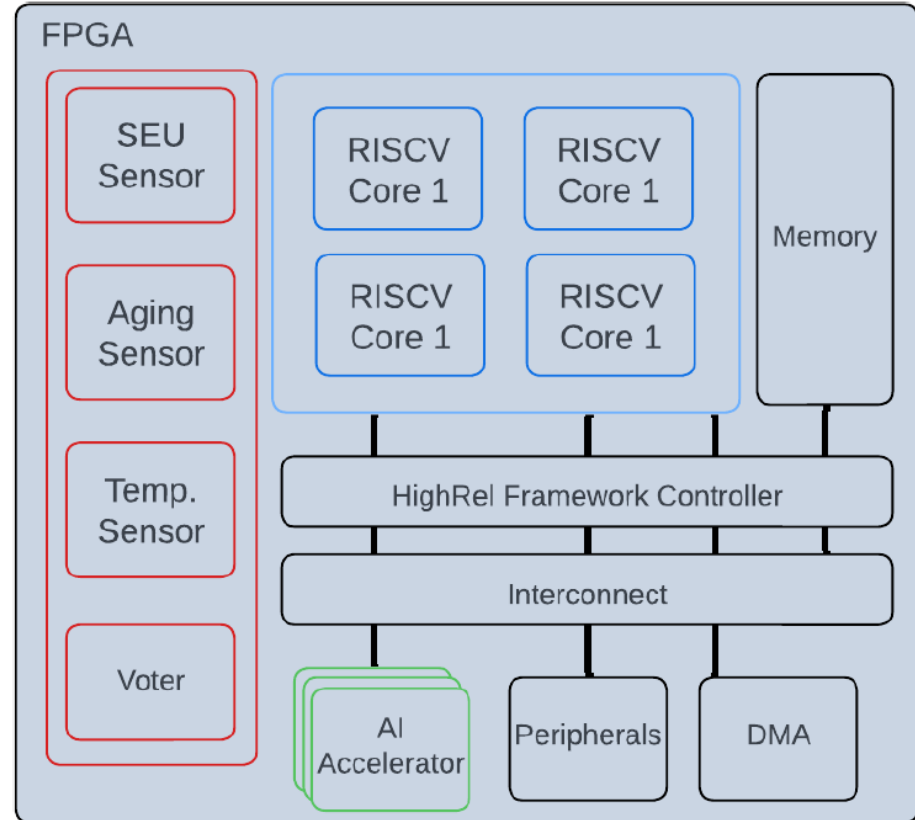 FPGA
SEU
Sensor
Aging
Sensor
Temp.
Sensor
Voter
RISCV
Core 1
RISCV
Core 1
RISCV
Core 1
RISCV
Core 1
Memory
HighRel Framework Controller
Interconnect
AI
Accelerator
Peripherals
DMA